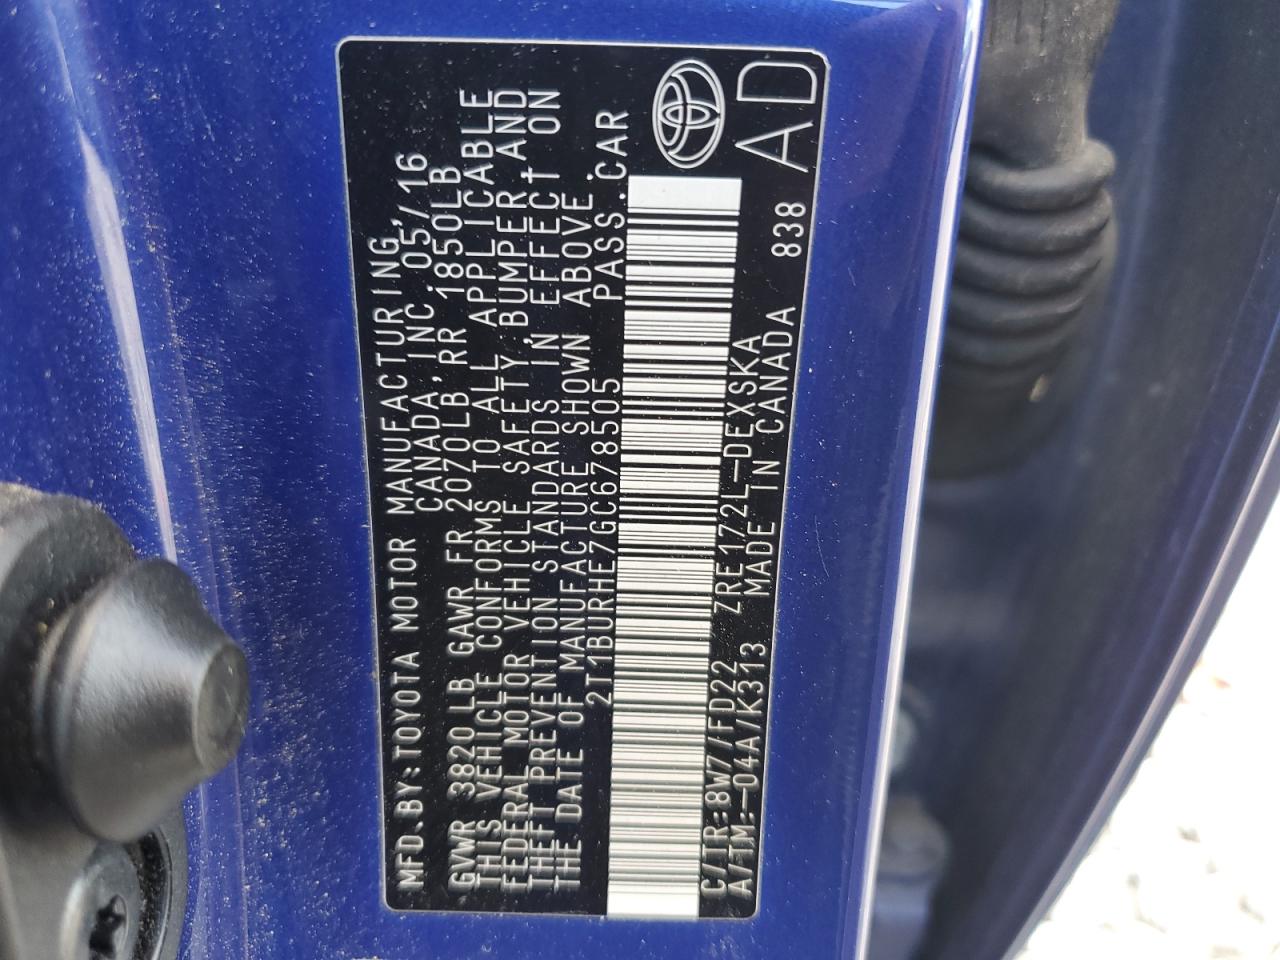 MFD.BY:TOYOTA MOTOR MANUFACTURING,
CANADA, INC. 05/16
GVWR 3820LB GAWR FR 2070LB,RR 1850LB
THIS VEHICLE CONFORMS TO ALL APPLICABLE
FEDERAL MOTOR VEHICLE SAFETY,BUMPER,AND
THEFT PREVENTION STANDARDS IN EFFECT ON
THE DATE OF MANUFACTURE SHOWN ABOVE.
2T1BURHE7GC678505 PASS.CAR
C/TR:8W7/FD22 ZRE172L-DEXSKA
A/TM:-04A/K313 MADE IN CANADA 838
AD